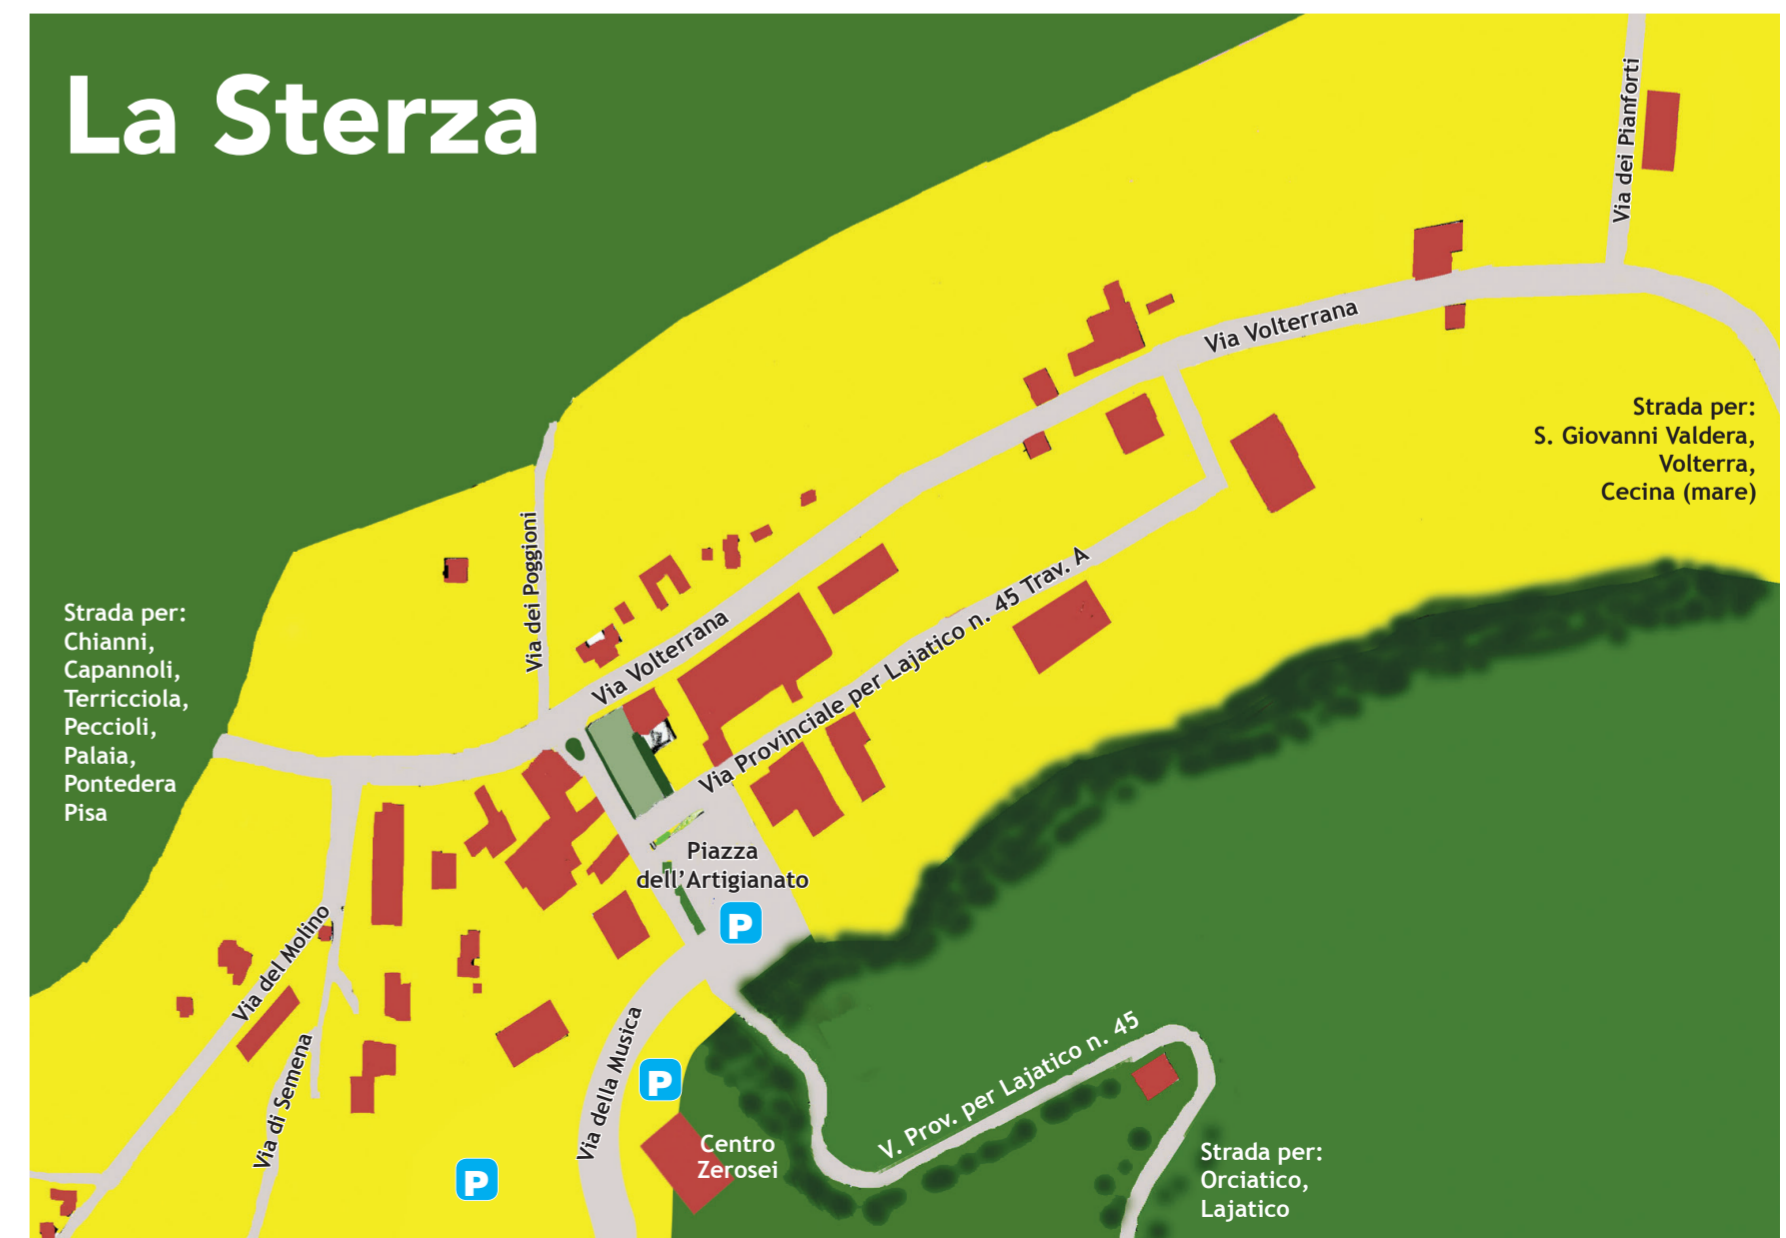 La Sterza
Via dei Pianforti
Via Volterrana
Strada per:
S. Giovanni Valdera,
Volterra,
Cecina (mare)
Via dei Poggioni
Strada per:
Chianni,
Capannoli,
Terricciola,
Peccioli,
Palaia,
Pontedera
Pisa
Via Volterrana
Via Provinciale per Lajatico n. 45 Trav. A
Piazza
dell'Artigianato
P
Via del Molino
Via di Semena
Via della Musica
P
P
Centro
Zerosei
V. Prov. per Lajatico n. 45
Strada per:
Orciatico,
Lajatico